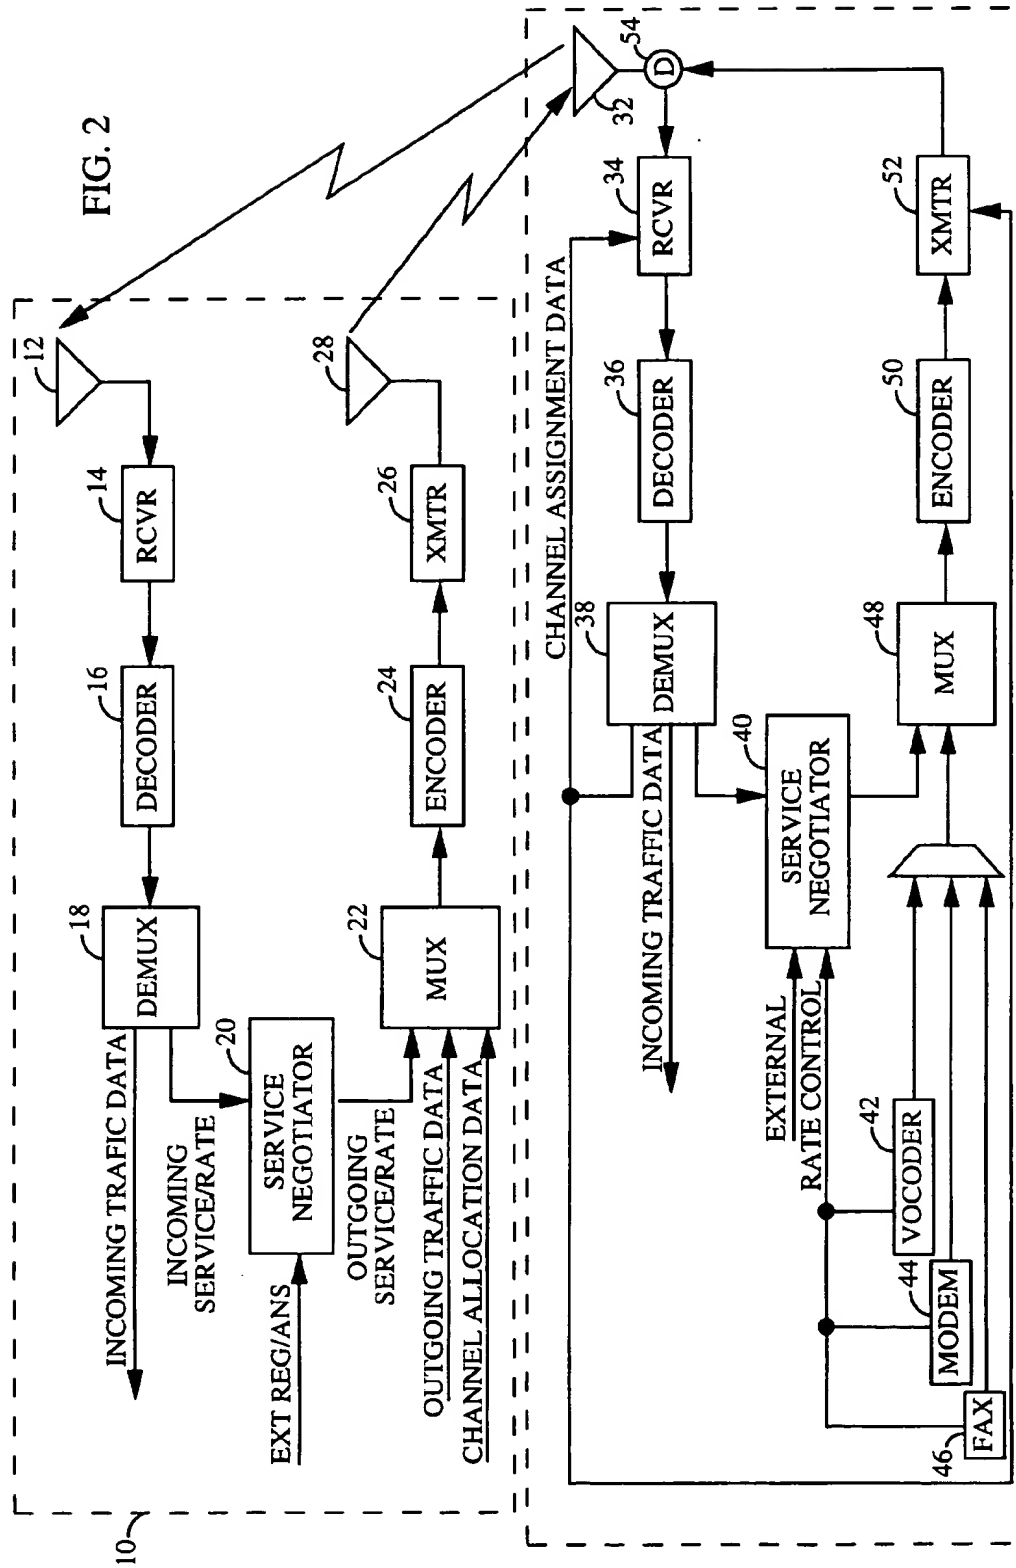 FIG. 2
10
12
14
RCVR
16
DECODER
18
DEMUX
INCOMING TRAFFIC DATA
INCOMING
SERVICE/RATE
20
SERVICE
NEGOTIATOR
EXT REG/ANS
OUTGOING
SERVICE/RATE
OUTGOING TRAFFIC DATA
CHANNEL ALLOCATION DATA
22
MUX
24
ENCODER
26
XMTR
28
32
54
D
34
RCVR
CHANNEL ASSIGNMENT DATA
36
DECODER
38
DEMUX
INCOMING TRAFFIC DATA
40
SERVICE
NEGOTIATOR
EXTERNAL
RATE CONTROL
42
VOCODER
44
MODEM
46
FAX
48
MUX
50
ENCODER
52
XMTR